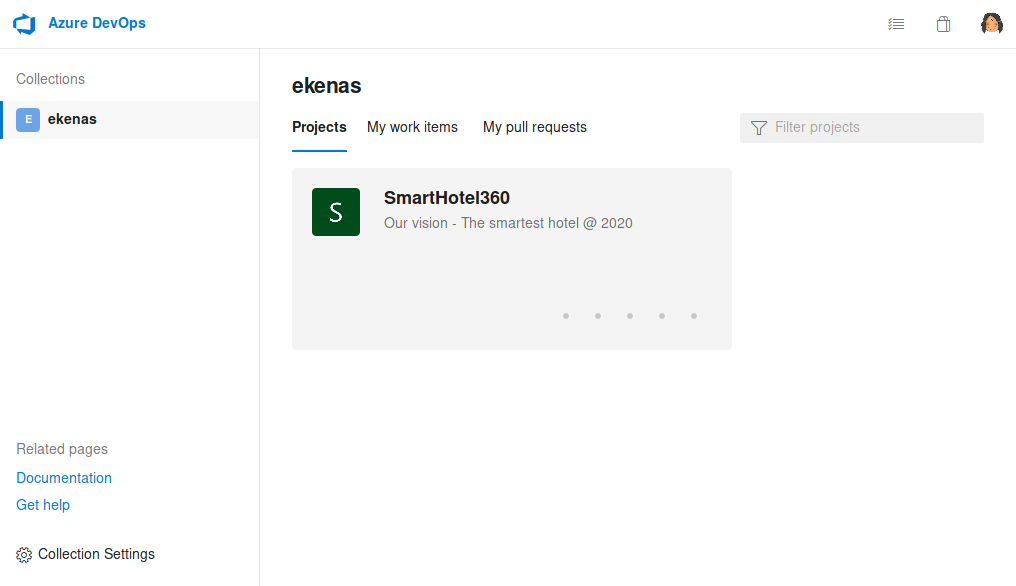 Azure DevOps
Collections
E ekenas
Related pages
Documentation
Get help
Collection Settings
ekenas
Projects My work items My pull requests
Filter projects
S
SmartHotel360
Our vision - The smartest hotel @ 2020